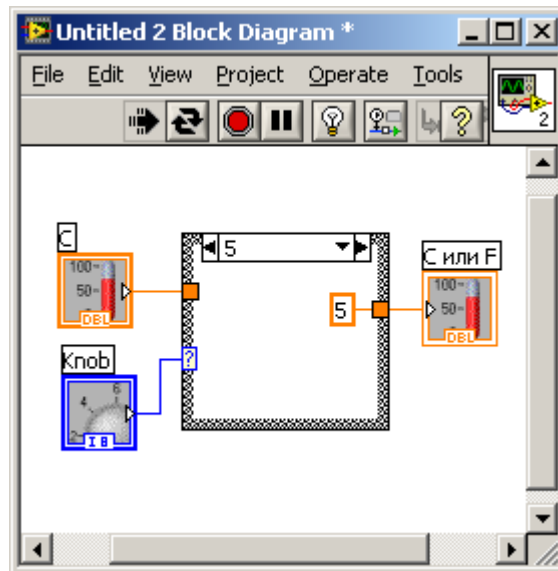 Untitled 2 Block Diagram *
File Edit View Project Operate Tools
2
C
100
50
DBL
5
5
C или F
100
50
DBL
Knob
6
4
2
I8
?